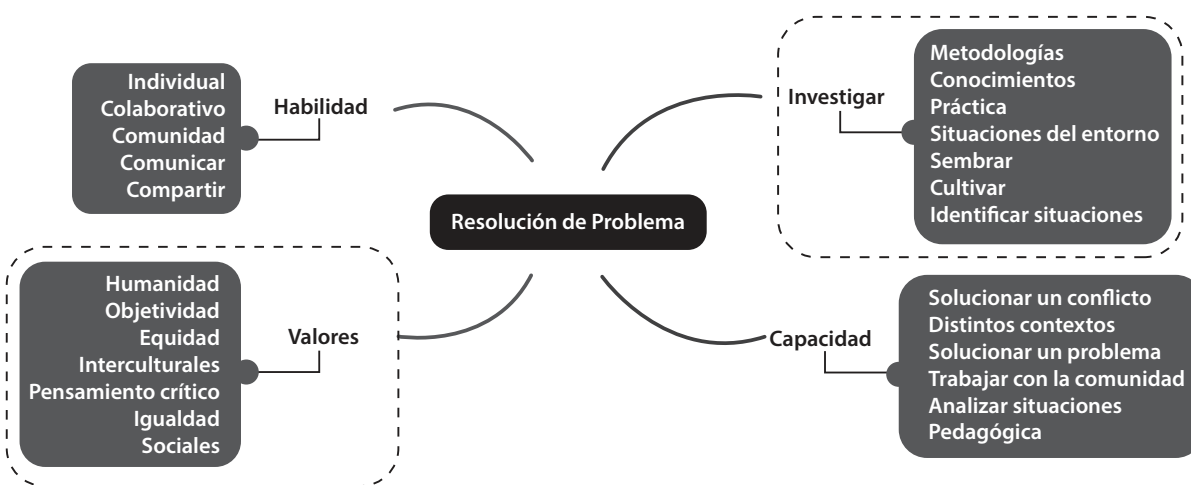 Resolución de Problema
Habilidad
Individual
Colaborativo
Comunidad
Comunicar
Compartir
Investigar
Metodologías
Conocimientos
Práctica
Situaciones del entorno
Sembrar
Cultivar
Identificar situaciones
Valores
Humanidad
Objetividad
Equidad
Interculturales
Pensamiento crítico
Igualdad
Sociales
Capacidad
Solucionar un conflicto
Distintos contextos
Solucionar un problema
Trabajar con la comunidad
Analizar situaciones
Pedagógica